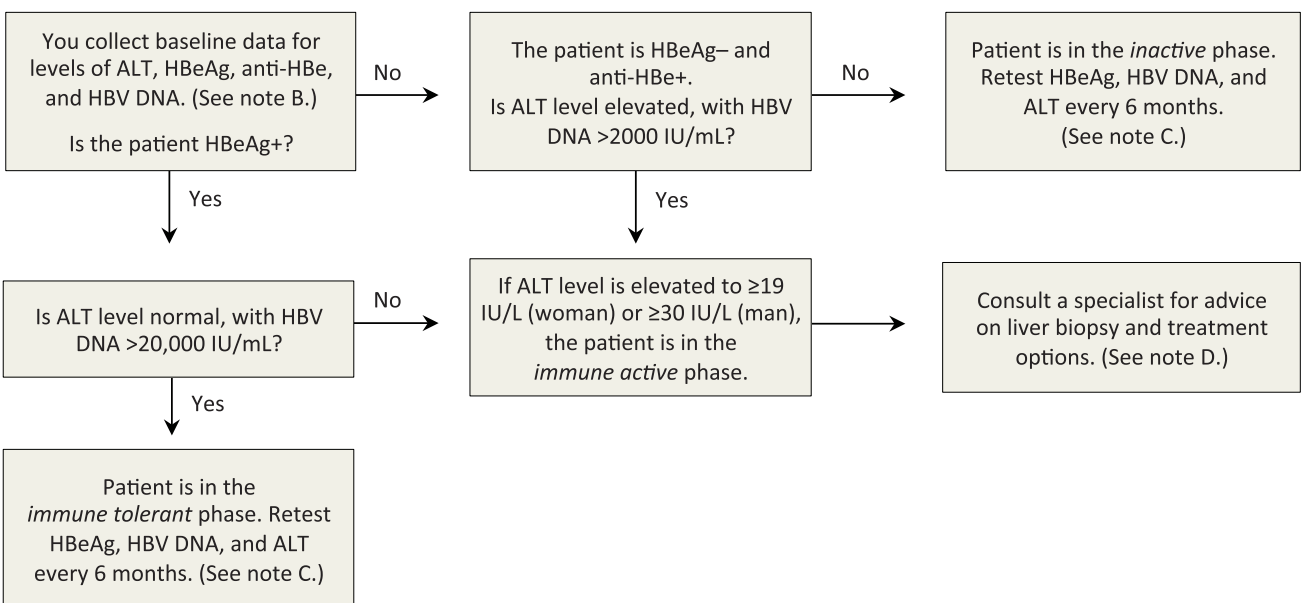 You collect baseline data for
levels of ALT, HBeAg, anti-HBe,
and HBV DNA. (See note B.)
Is the patient HBeAg+?
No
The patient is HBeAg– and
anti-HBe+.
Is ALT level elevated, with HBV
DNA >2000 IU/mL?
No
Patient is in the inactive phase.
Retest HBeAg, HBV DNA, and
ALT every 6 months.
(See note C.)
Yes
Yes
Is ALT level normal, with HBV
DNA >20,000 IU/mL?
No
If ALT level is elevated to ≥19
IU/L (woman) or ≥30 IU/L (man),
the patient is in the
immune active phase.
Consult a specialist for advice
on liver biopsy and treatment
options. (See note D.)
Yes
Patient is in the
immune tolerant phase. Retest
HBeAg, HBV DNA, and ALT
every 6 months. (See note C.)